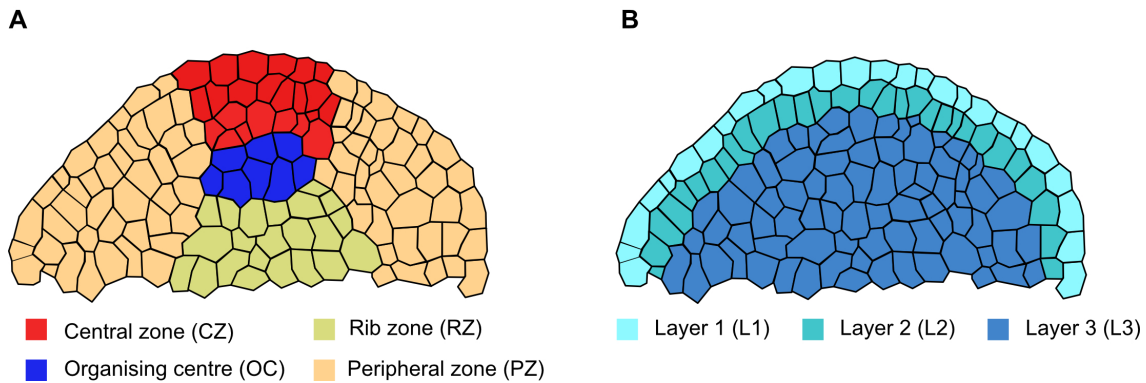 A
B
Central zone (CZ)
Rib zone (RZ)
Organising centre (OC)
Peripheral zone (PZ)
Layer 1 (L1)
Layer 2 (L2)
Layer 3 (L3)